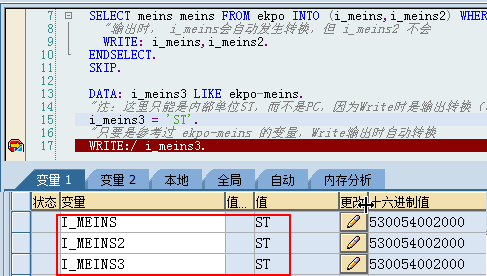 7 SELECT meins meins FROM ekpo INTO (i_meins,i_meins2) WHER
8 "输出时, i_meins会自动发生转换,但 i_meins2 不会
9 WRITE: i_meins,i_meins2.
10 ENDSELECT.
11 SKIP.
12
13 DATA: i_meins3 LIKE ekpo-meins.
14 "注:这里只能是内部单位ST,而不是PC,因为Write时是输出转换
15 i_meins3 = 'ST'.
16 "只要是参考过 ekpo-meins 的变量,Write输出时自动转换
17 WRITE:/ i_meins3.
变量 1 变量 2 本地 全局 自动 内存分析
状态 变量 值... 值 更改 十六进制值
I_MEINS ST 530054002000
I_MEINS2 ST 530054002000
I_MEINS3 ST 530054002000